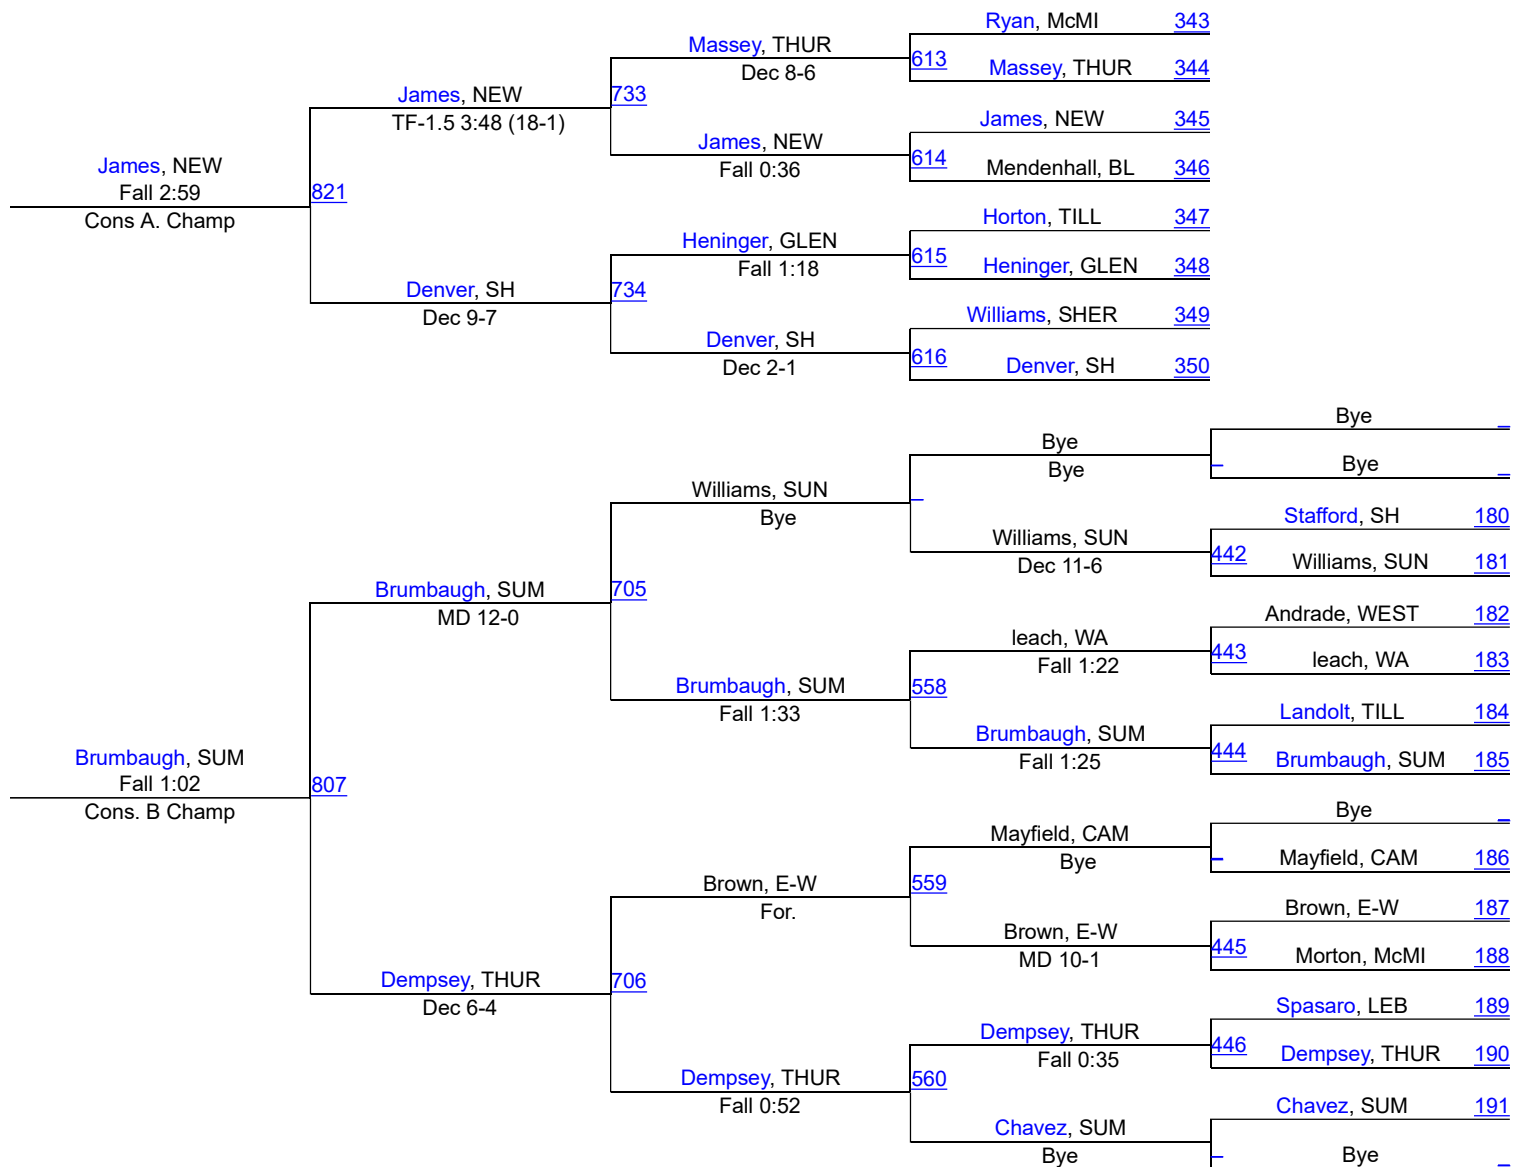 Ryan, McMI 343
Massey, THUR
613
Dec 8-6
Massey, THUR 344
James, NEW
733
TF-1.5 3:48 (18-1)
James, NEW 345
James, NEW
614
Fall 0:36
Mendenhall, BL 346
James, NEW
Fall 2:59
821
Cons A. Champ
Horton, TILL 347
Heninger, GLEN
615
Fall 1:18
Heninger, GLEN 348
Denver, SH
734
Dec 9-7
Williams, SHER 349
Denver, SH
616
Dec 2-1
Denver, SH 350
Bye _
Bye
Bye
_
Bye _
Williams, SUN
_
Bye
Stafford, SH 180
Williams, SUN
442
Dec 11-6
Williams, SUN 181
Brumbaugh, SUM
705
MD 12-0
Andrade, WEST 182
leach, WA
443
Fall 1:22
leach, WA 183
Brumbaugh, SUM
558
Fall 1:33
Landolt, TILL 184
Brumbaugh, SUM
444
Fall 1:25
Brumbaugh, SUM 185
Brumbaugh, SUM
Fall 1:02
807
Cons. B Champ
Bye _
Mayfield, CAM
Bye
_
Mayfield, CAM 186
Brown, E-W
559
For.
Brown, E-W 187
Brown, E-W
445
MD 10-1
Morton, McMI 188
Dempsey, THUR
706
Dec 6-4
Spasaro, LEB 189
Dempsey, THUR
446
Fall 0:35
Dempsey, THUR 190
Dempsey, THUR
560
Fall 0:52
Chavez, SUM 191
Chavez, SUM
Bye
_
Bye _